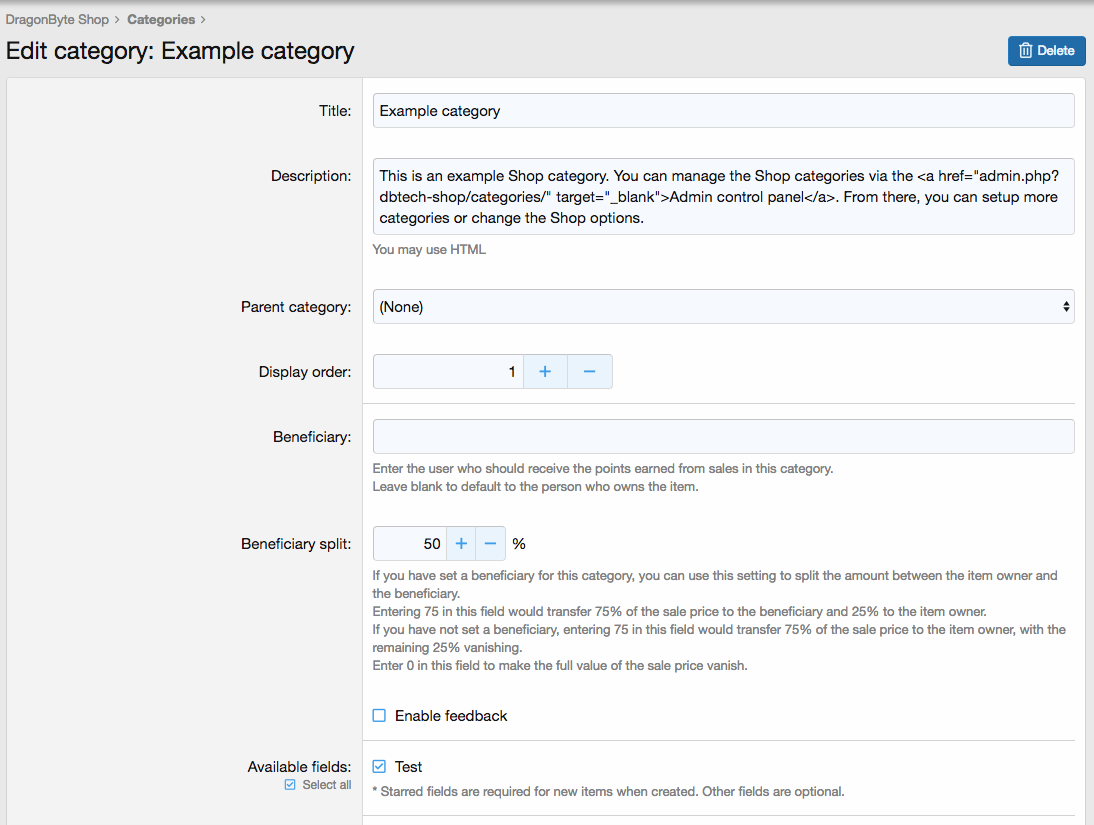 DragonByte Shop > Categories >
Edit category: Example category
Delete
Title:
Example category
Description:
This is an example Shop category. You can manage the Shop categories via the <a href="admin.php?
dbtech-shop/categories/" target="_blank">Admin control panel</a>. From there, you can setup more
categories or change the Shop options.
You may use HTML
Parent category:
(None)
Display order:
1 + −
Beneficiary:
Enter the user who should receive the points earned from sales in this category.
Leave blank to default to the person who owns the item.
Beneficiary split:
50 + − %
If you have set a beneficiary for this category, you can use this setting to split the amount between the item owner and
the beneficiary.
Entering 75 in this field would transfer 75% of the sale price to the beneficiary and 25% to the item owner.
If you have not set a beneficiary, entering 75 in this field would transfer 75% of the sale price to the item owner, with the
remaining 25% vanishing.
Enter 0 in this field to make the full value of the sale price vanish.
Enable feedback
Available fields:
Select all
Test
* Starred fields are required for new items when created. Other fields are optional.